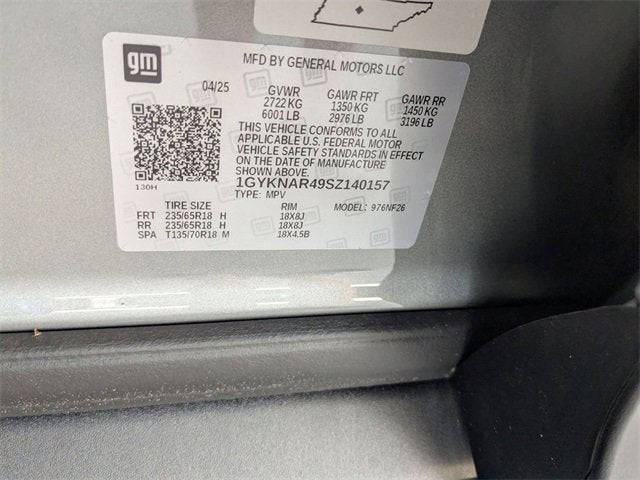 gm
MFD BY GENERAL MOTORS LLC
04/25
GVWR GAWR FRT GAWR RR
2722 KG 1350 KG 1450 KG
6001 LB 2976 LB 3196 LB
THIS VEHICLE CONFORMS TO ALL
APPLICABLE U.S. FEDERAL MOTOR
VEHICLE SAFETY STANDARDS IN EFFECT
ON THE DATE OF MANUFACTURE
SHOWN ABOVE.
130H
1GYKNAR49SZ140157
TYPE: MPV MODEL: 976NF26
TIRE SIZE RIM
FRT 235/65R18 H 18X8J
RR 235/65R18 H 18X8J
SPA T135/70R18 M 18X4.5B